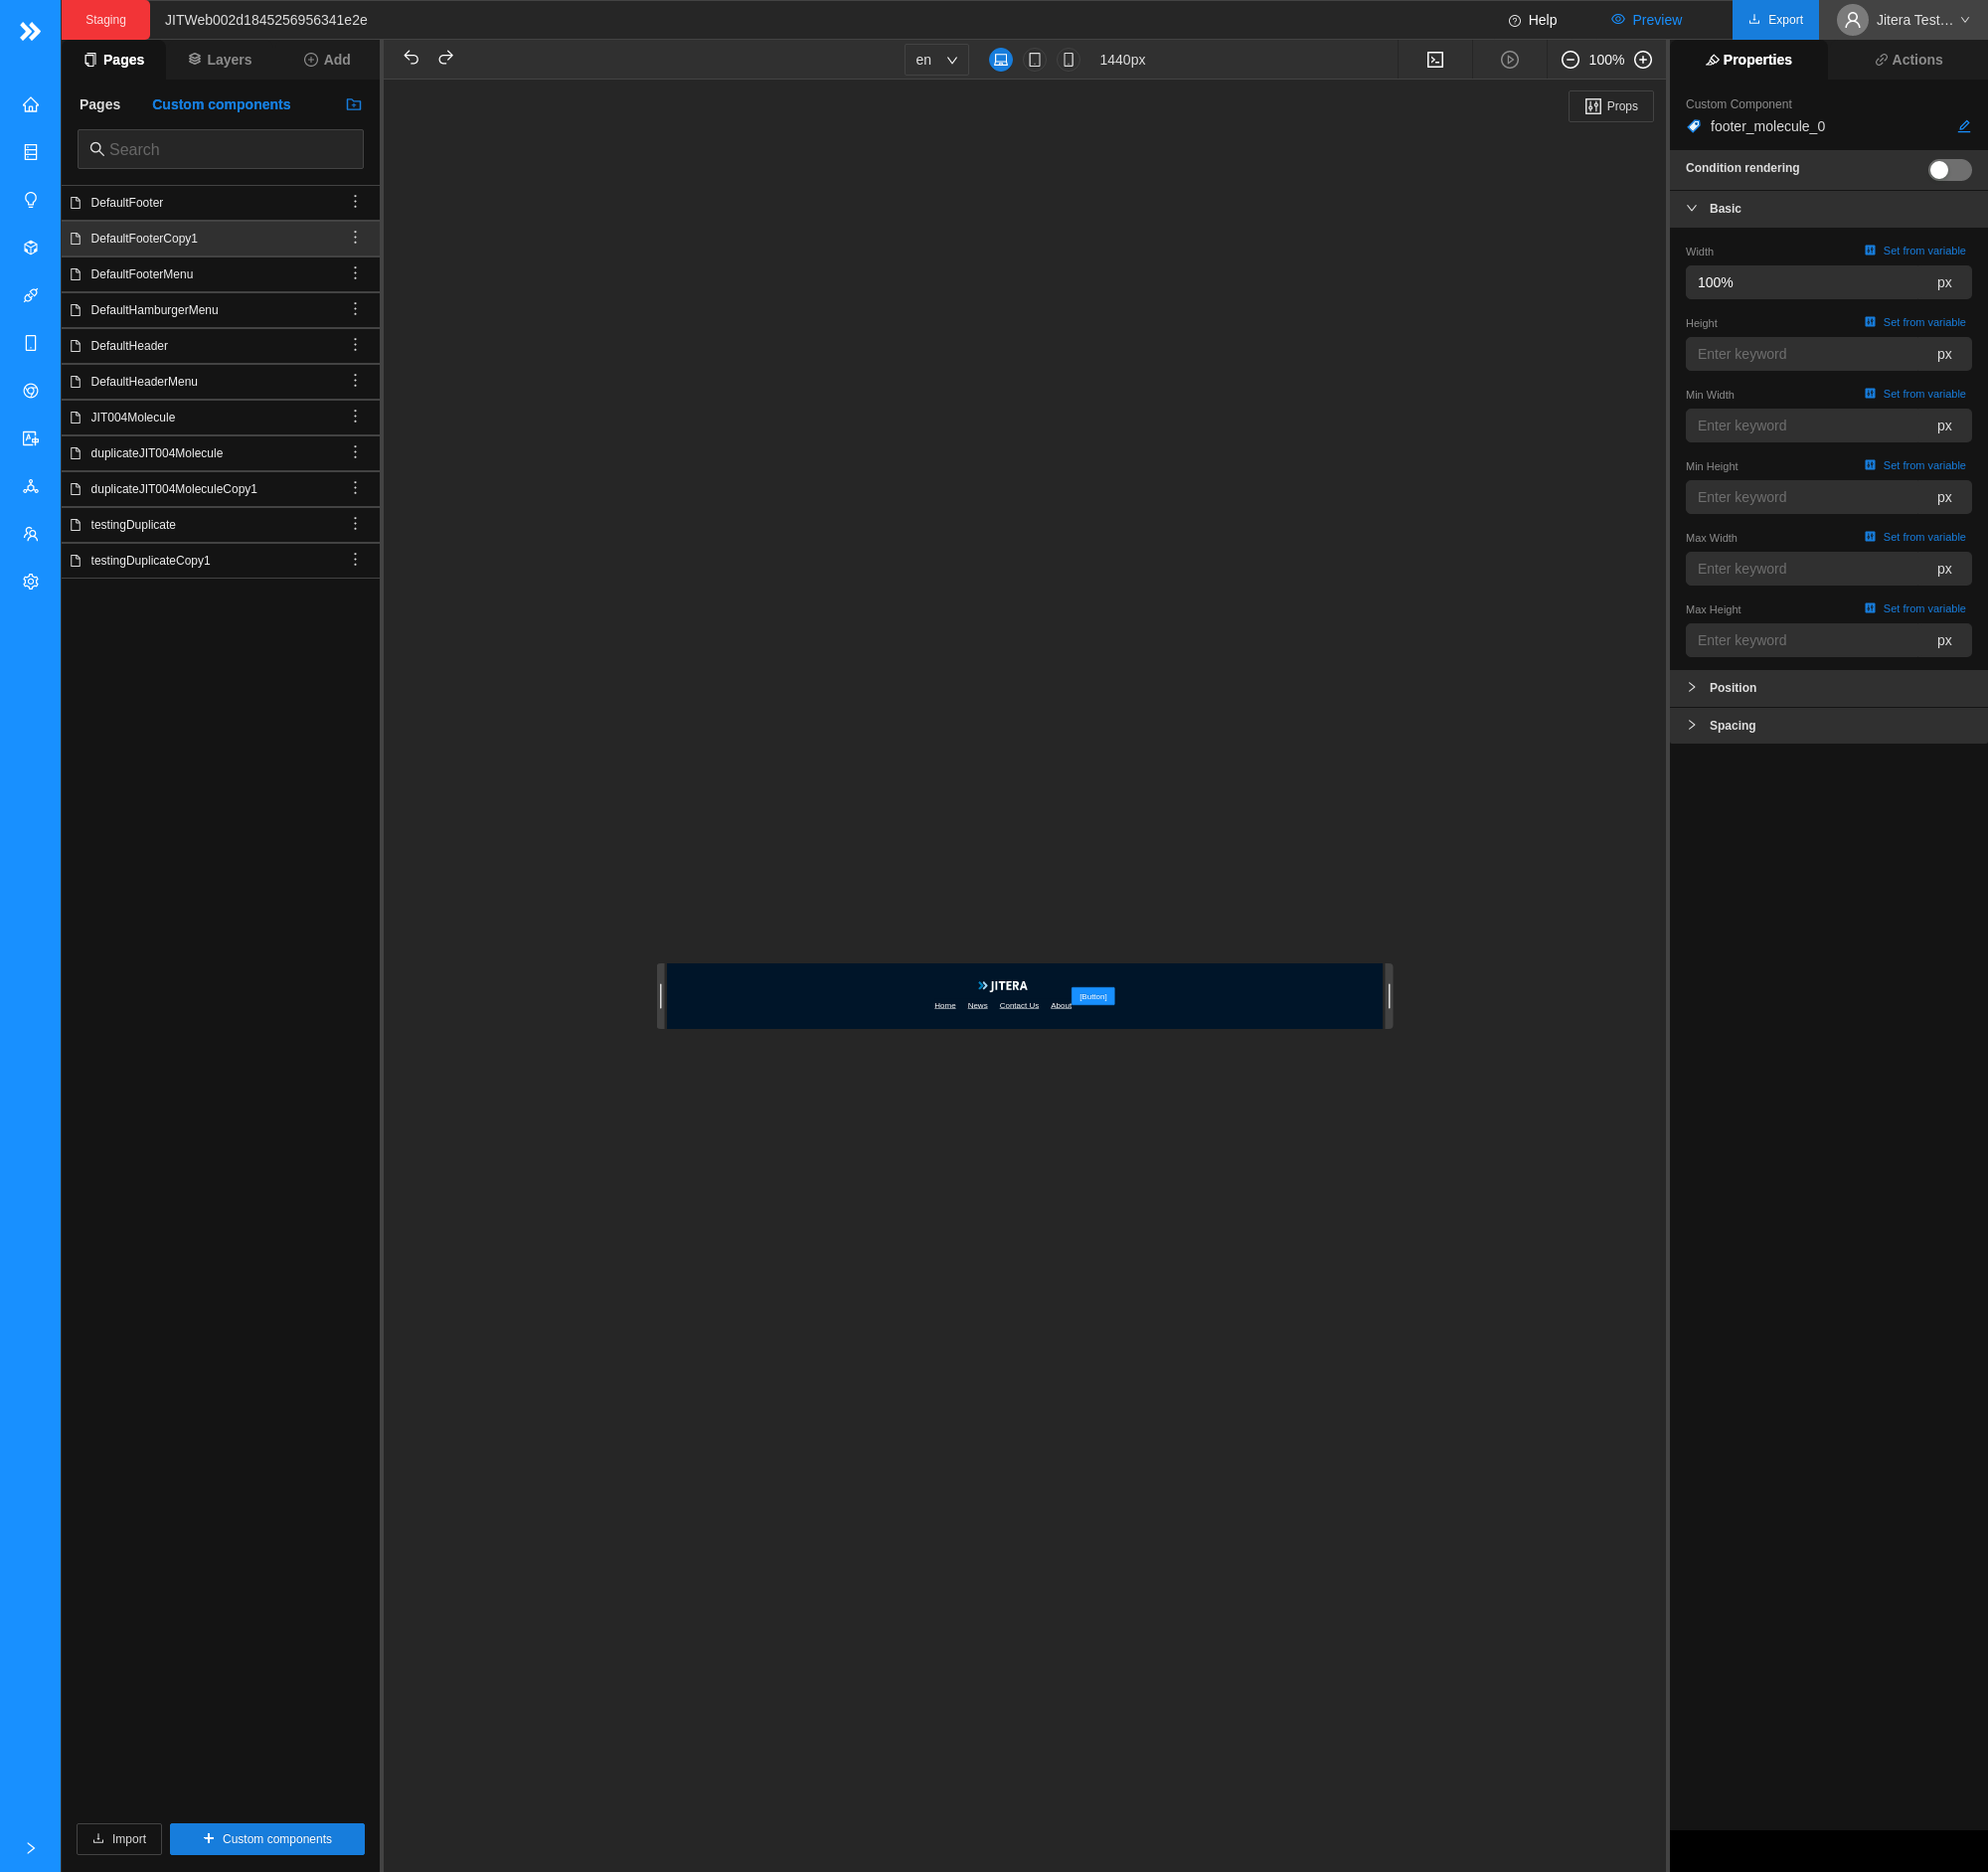 Staging
JITWeb002d1845256956341e2e
Help
Preview
Export
Jitera Test…
Pages
Layers
Add
en
1440px
100%
Properties
Actions
Pages
Custom components
Search
DefaultFooter
DefaultFooterCopy1
DefaultFooterMenu
DefaultHamburgerMenu
DefaultHeader
DefaultHeaderMenu
JIT004Molecule
duplicateJIT004Molecule
duplicateJIT004MoleculeCopy1
testingDuplicate
testingDuplicateCopy1
Import
Custom components
Props
JITERA
Home News Contact Us About
[Button]
Custom Component
footer_molecule_0
Condition rendering
Basic
Width Set from variable
100% px
Height Set from variable
Enter keyword px
Min Width Set from variable
Enter keyword px
Min Height Set from variable
Enter keyword px
Max Width Set from variable
Enter keyword px
Max Height Set from variable
Enter keyword px
Position
Spacing